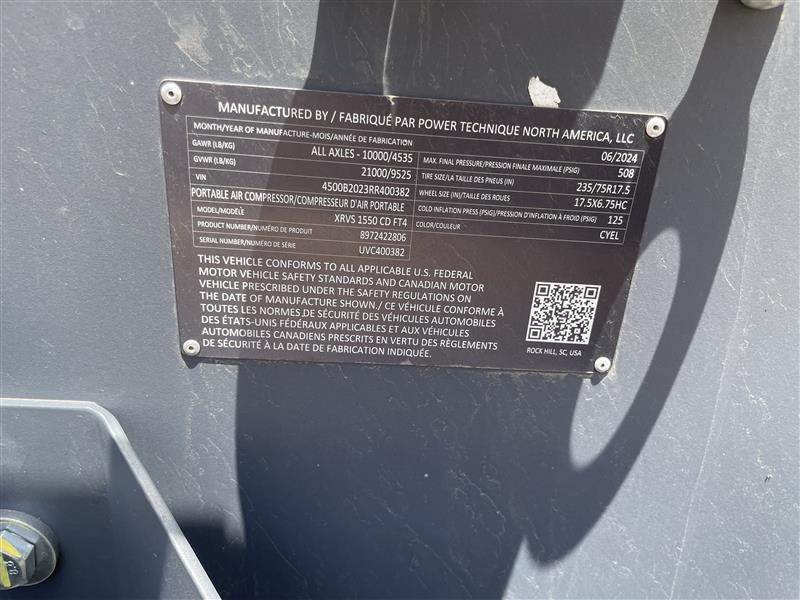 MANUFACTURED BY / FABRIQUÉ PAR POWER TECHNIQUE NORTH AMERICA, LLC
MONTH/YEAR OF MANUFACTURE-MOIS/ANNÉE DE FABRICATION 06/2024
GAWR (LB/KG) ALL AXLES - 10000/4535
GVWR (LB/KG) 21000/9525
VIN 4500B2023RR400382
PORTABLE AIR COMPRESSOR/COMPRESSEUR D'AIR PORTABLE
MODEL/MODÈLE XRVS 1550 CD FT4
PRODUCT NUMBER/NUMÉRO DE PRODUIT 8972422806
SERIAL NUMBER/NUMÉRO DE SÉRIE UVC400382
MAX. FINAL PRESSURE/PRESSION FINALE MAXIMALE (PSIG) 508
TIRE SIZE/LA TAILLE DES PNEUS (IN) 235/75R17.5
WHEEL SIZE (IN)/TAILLE DES ROUES 17.5X6.75HC
COLD INFLATION PRESS (PSIG)/PRESSION D'INFLATION À FROID (PSIG) 125
COLOR/COULEUR CYEL
THIS VEHICLE CONFORMS TO ALL APPLICABLE U.S. FEDERAL
MOTOR VEHICLE SAFETY STANDARDS AND CANADIAN MOTOR
VEHICLE PRESCRIBED UNDER THE SAFETY REGULATIONS ON
THE DATE OF MANUFACTURE SHOWN./ CE VÉHICULE CONFORME À
TOUTES LES NORMES,DE SÉCURITÉ DES VÉHICULES AUTOMOBILES
DES ÉTATS-UNIS FÉDÉRAUX APPLICABLES ET AUX VÉHICULES
AUTOMOBILES CANADIENS PRESCRITS EN VERTU DES RÈGLEMENTS
DE SÉCURITÉ À LA DATE DE FABRICATION INDIQUÉE.
ROCK HILL, SC, USA
8.8